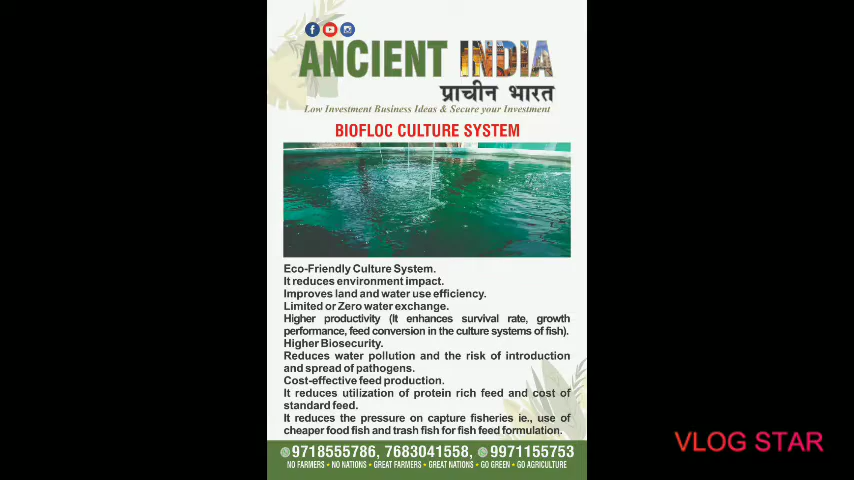 ANCIENT INDIA
प्राचीन भारत
Low Investment Business Ideas & Secure your Investment
BIOFLOC CULTURE SYSTEM
Eco-Friendly Culture System.
It reduces environment impact.
Improves land and water use efficiency.
Limited or Zero water exchange.
Higher productivity (It enhances survival rate, growth
performance, feed conversion in the culture systems of fish).
Higher Biosecurity.
Reduces water pollution and the risk of introduction
and spread of pathogens.
Cost-effective feed production.
It reduces utilization of protein rich feed and cost of
standard feed.
It reduces the pressure on capture fisheries ie., use of
cheaper food fish and trash fish for fish feed formulation.
9718555786, 7683041558, 9971155753
NO FARMERS • NO NATIONS • GREAT FARMERS • GREAT NATIONS • GO GREEN • GO AGRICULTURE
VLOG STAR